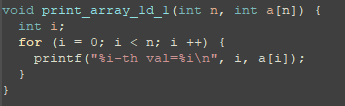 void print_array_1d_1(int n, int a[n]) {
  int i;
  for (i = 0; i < n; i ++) {
    printf("%i-th val=%i\n", i, a[i]);
  }
}